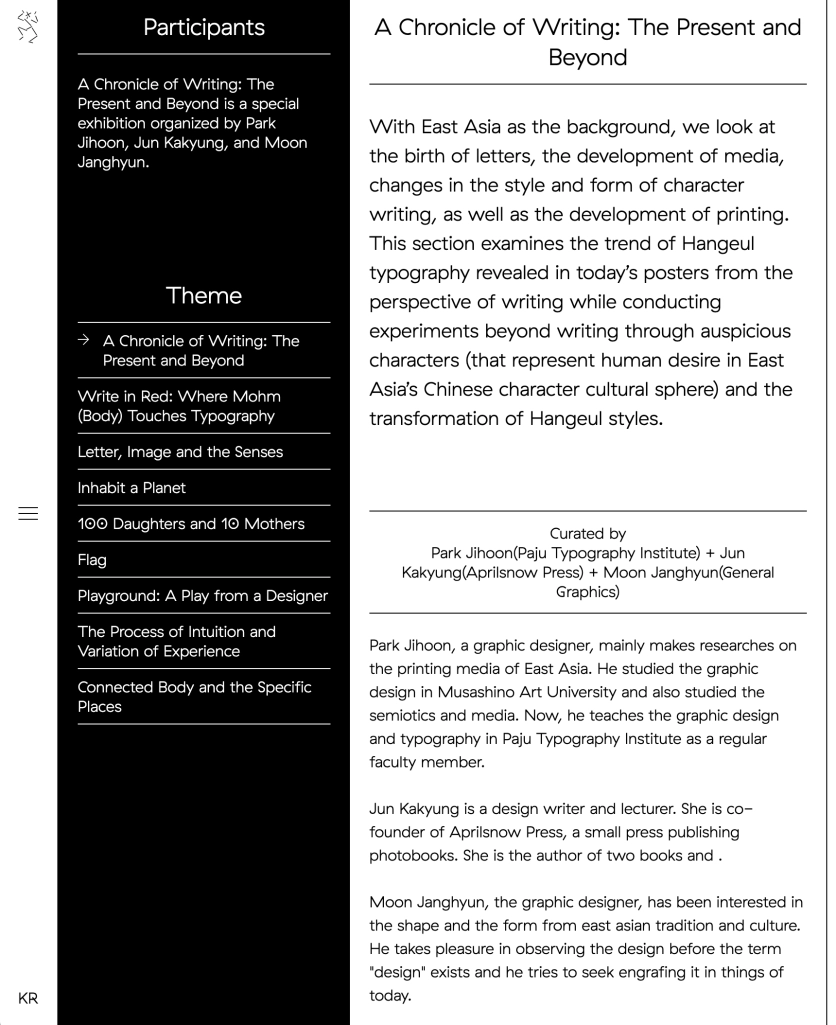 Participants
A Chronicle of Writing: The
Present and Beyond is a special
exhibition organized by Park
Jihoon, Jun Kakyung, and Moon
Janghyun.
Theme
→ A Chronicle of Writing: The
Present and Beyond
Write in Red: Where Mohm
(Body) Touches Typography
Letter, Image and the Senses
Inhabit a Planet
100 Daughters and 10 Mothers
Flag
Playground: A Play from a Designer
The Process of Intuition and
Variation of Experience
Connected Body and the Specific
Places
KR
A Chronicle of Writing: The Present and
Beyond
With East Asia as the background, we look at
the birth of letters, the development of media,
changes in the style and form of character
writing, as well as the development of printing.
This section examines the trend of Hangeul
typography revealed in today's posters from the
perspective of writing while conducting
experiments beyond writing through auspicious
characters (that represent human desire in East
Asia's Chinese character cultural sphere) and the
transformation of Hangeul styles.
Curated by
Park Jihoon(Paju Typography Institute) + Jun
Kakyung(Aprilsnow Press) + Moon Janghyun(General
Graphics)
Park Jihoon, a graphic designer, mainly makes researches on
the printing media of East Asia. He studied the graphic
design in Musashino Art University and also studied the
semiotics and media. Now, he teaches the graphic design
and typography in Paju Typography Institute as a regular
faculty member.
Jun Kakyung is a design writer and lecturer. She is co-
founder of Aprilsnow Press, a small press publishing
photobooks. She is the author of two books and .
Moon Janghyun, the graphic designer, has been interested in
the shape and the form from east asian tradition and culture.
He takes pleasure in observing the design before the term
"design" exists and he tries to seek engrafing it in things of
today.